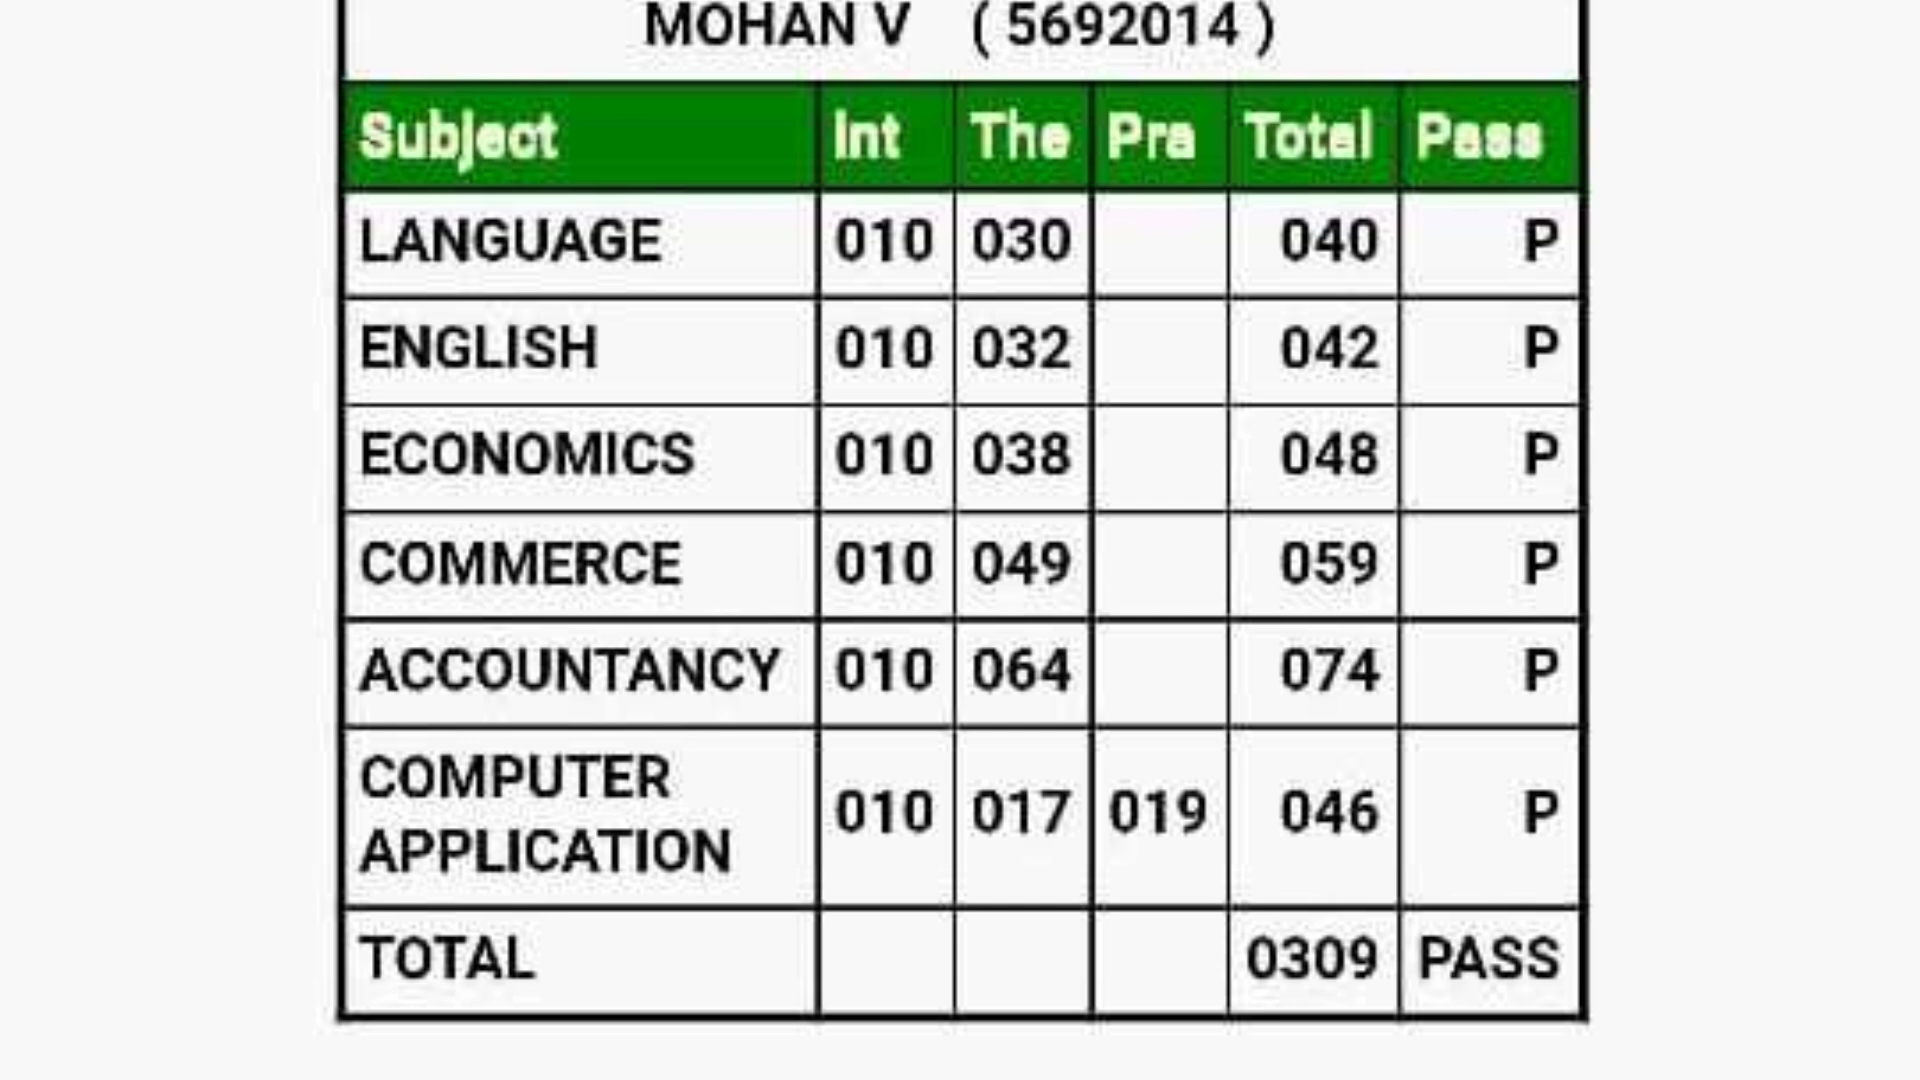 MOHAN V ( 5692014 )
Subject Int The Pra Total Pass
LANGUAGE 010 030 040 P
ENGLISH 010 032 042 P
ECONOMICS 010 038 048 P
COMMERCE 010 049 059 P
ACCOUNTANCY 010 064 074 P
COMPUTER
APPLICATION 010 017 019 046 P
TOTAL 0309 PASS